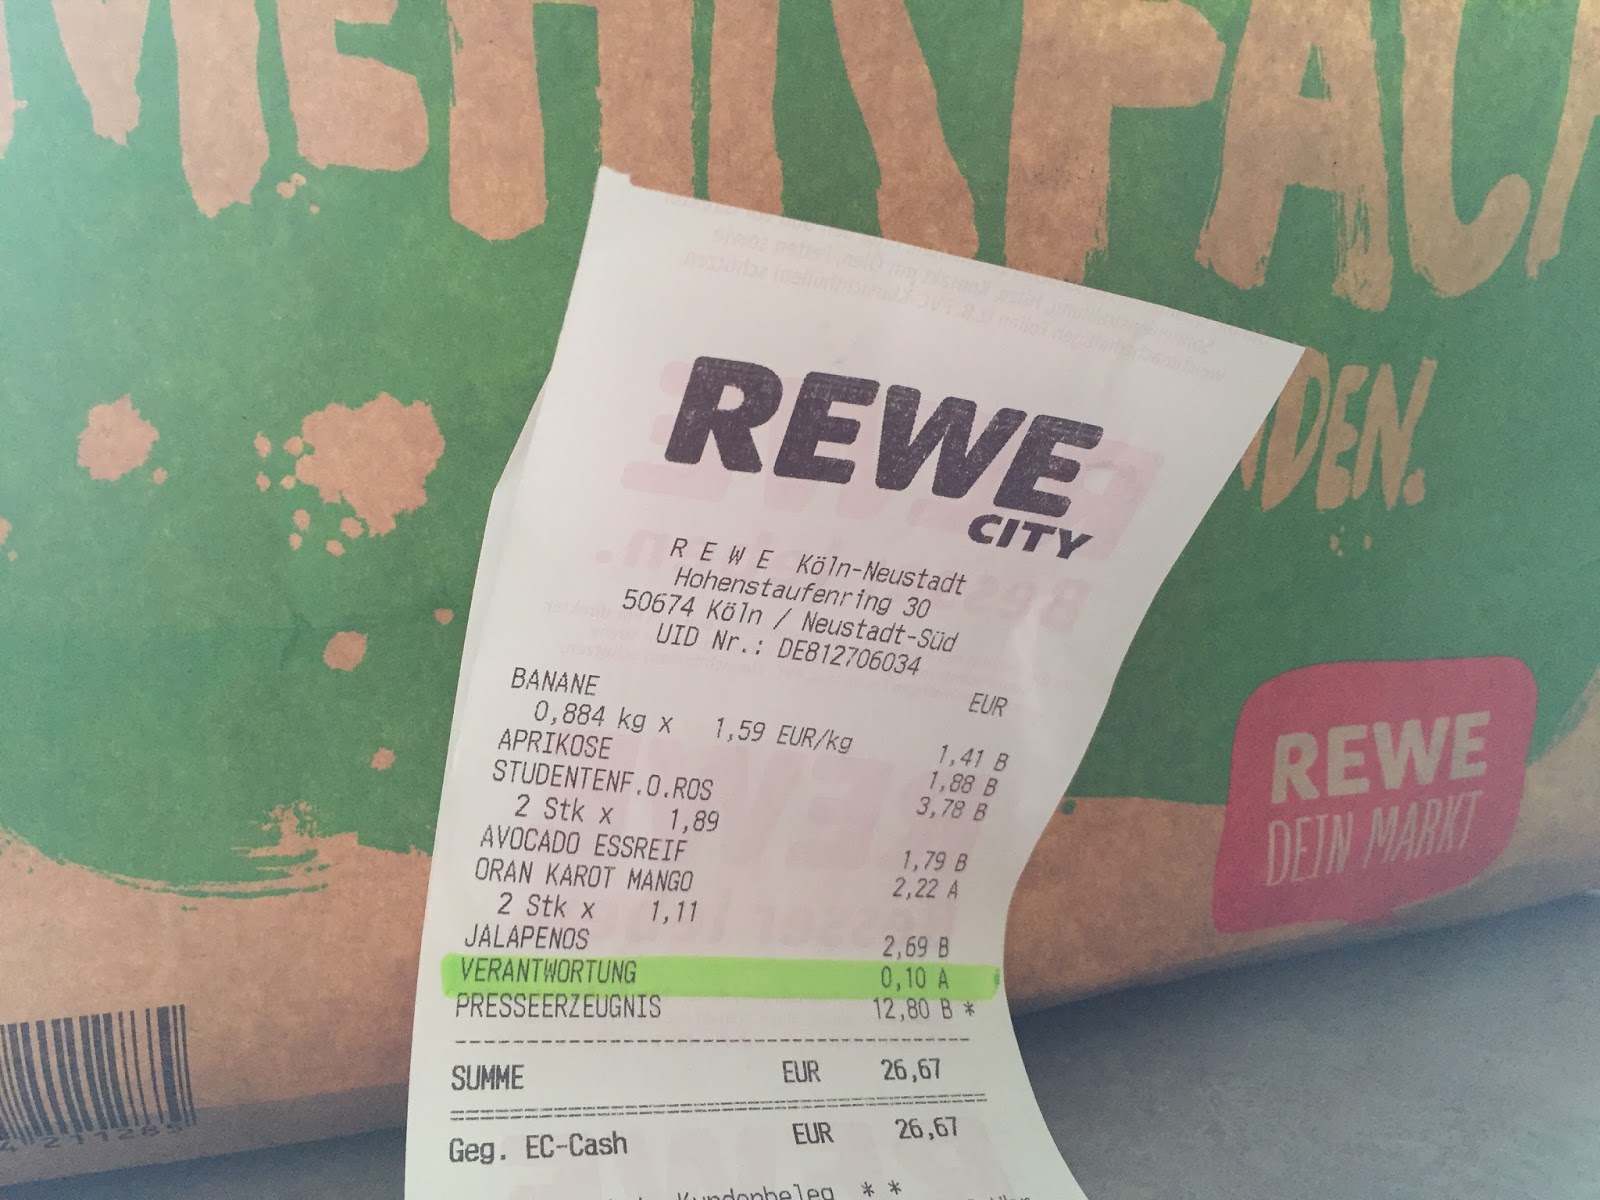 MEHRFACH
NDEN.
REWE
CITY
R E W E Köln-Neustadt
Hohenstaufenring 30
50674 Köln / Neustadt-Süd
UID Nr.: DE812706034
EUR
BANANE 1,41 B
0,884 kg x 1,59 EUR/kg
APRIKOSE 1,88 B
STUDENTENF.O.ROS 3,78 B
2 Stk x 1,89
AVOCADO ESSREIF 1,79 B
ORAN KAROT MANGO 2,22 A
2 Stk x 1,11
JALAPENOS 2,69 B
VERANTWORTUNG 0,10 A
PRESSEERZEUGNIS 12,80 B *
SUMME EUR 26,67
Geg. EC-Cash EUR 26,67
* *
REWE
DEIN MARKT
4 211265